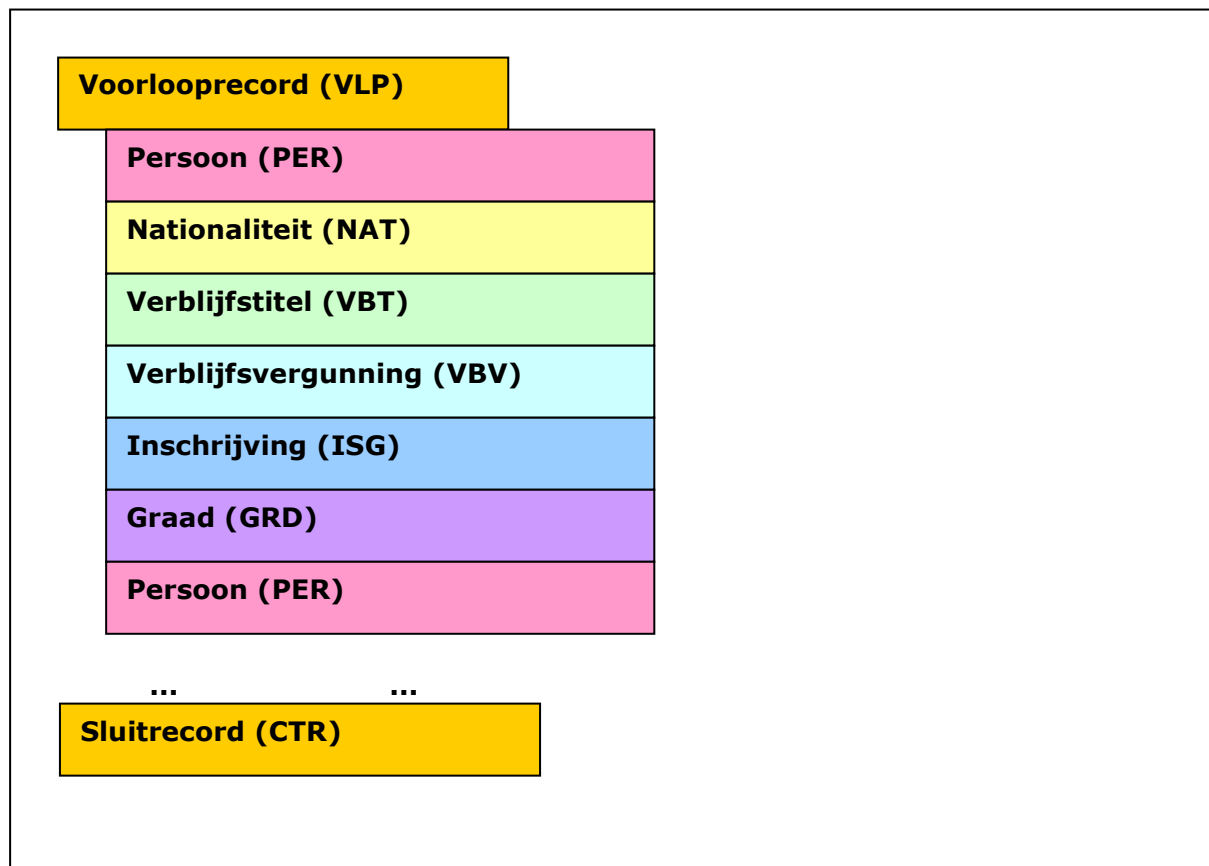 Voorlooprecord (VLP)
Persoon (PER)
Nationaliteit (NAT)
Verblijfstitel (VBT)
Verblijfsvergunning (VBV)
Inschrijving (ISG)
Graad (GRD)
Persoon (PER)
... ...
Sluitrecord (CTR)